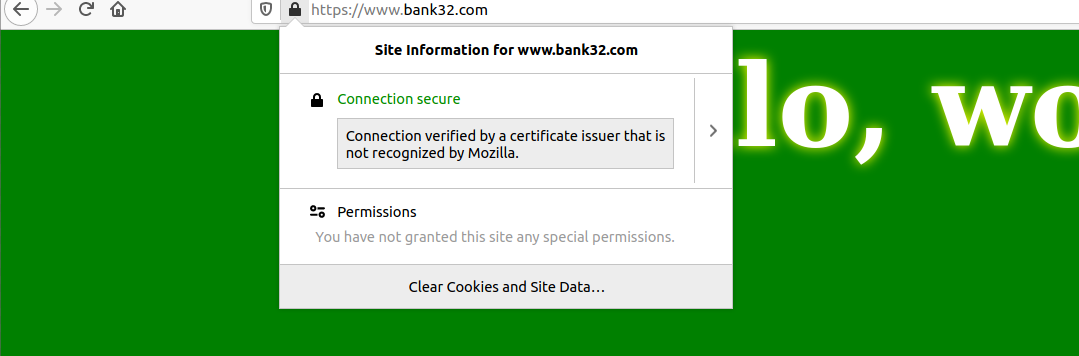 https://www.bank32.com
Site Information for www.bank32.com
lo, wo
Connection secure
Connection verified by a certificate issuer that is
not recognized by Mozilla.
Permissions
You have not granted this site any special permissions.
Clear Cookies and Site Data…